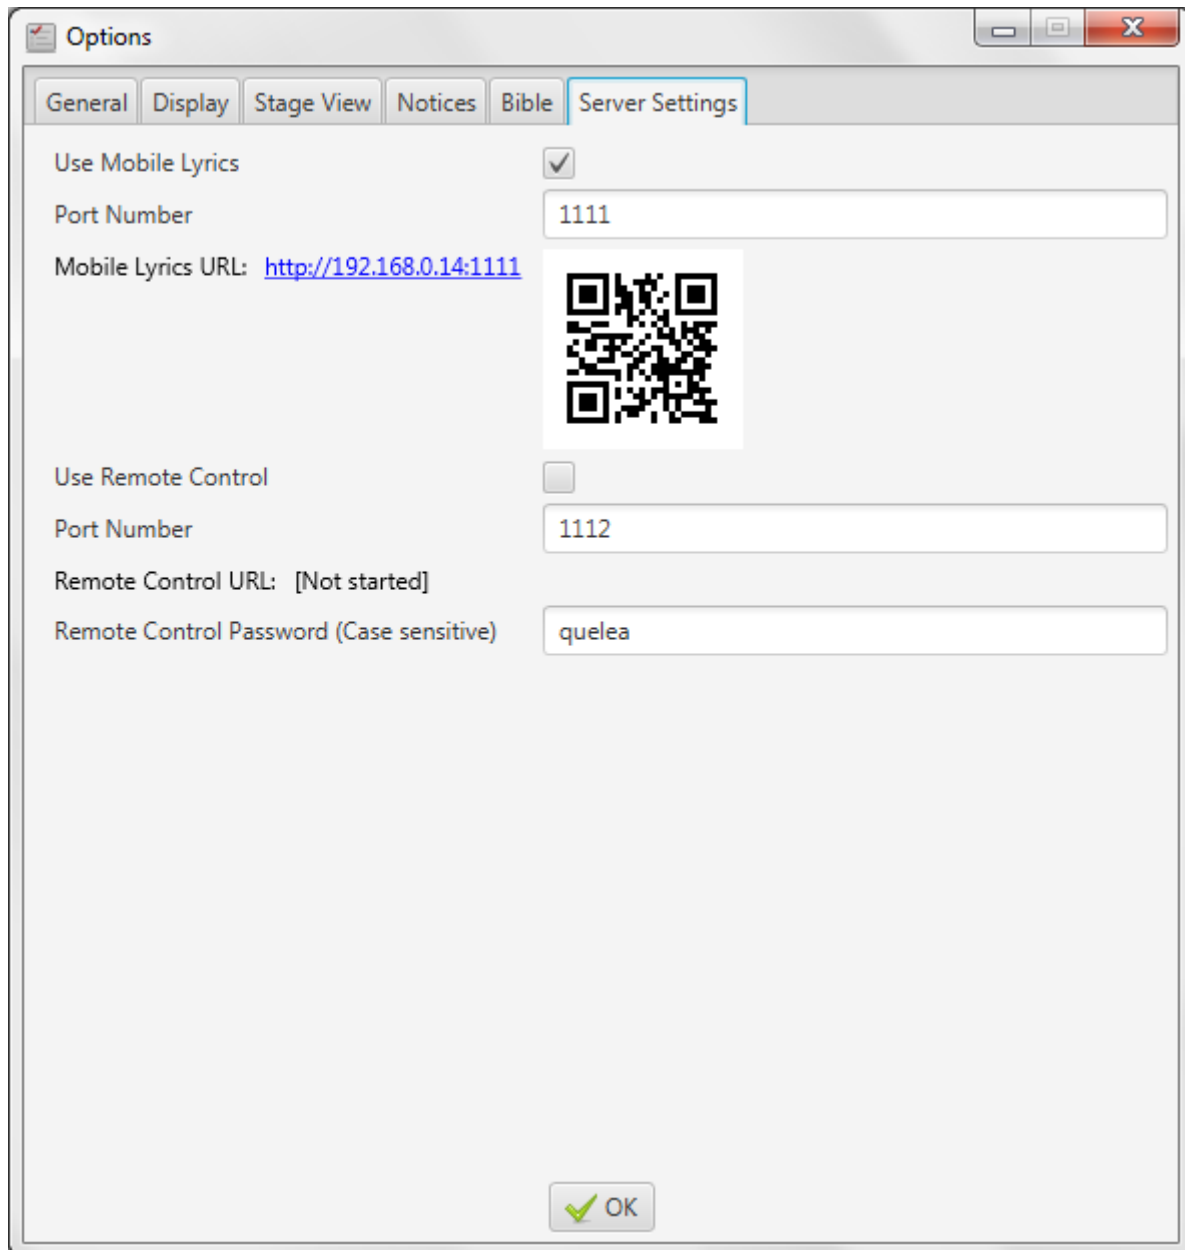 Options
General Display Stage View Notices Bible Server Settings
Use Mobile Lyrics
Port Number 1111
Mobile Lyrics URL: http://192.168.0.14:1111
Use Remote Control
Port Number 1112
Remote Control URL: [Not started]
Remote Control Password (Case sensitive) quelea
OK